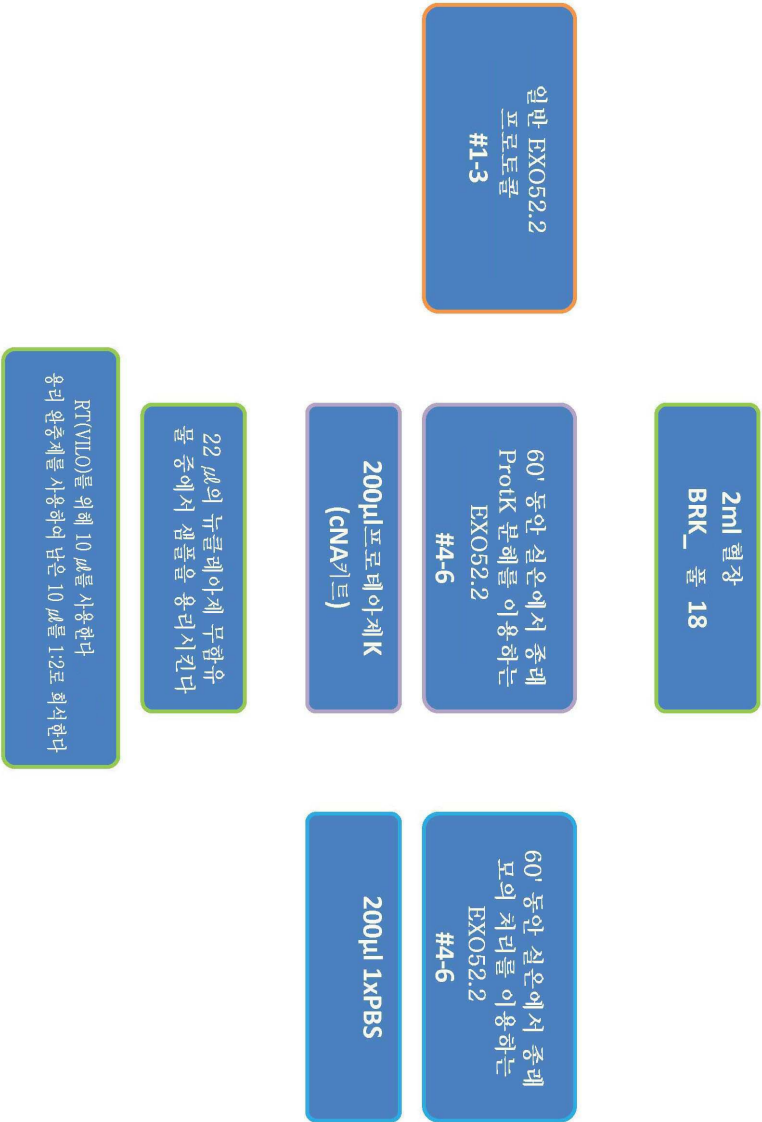 2ml 혈장
BRK_ 풀 18
일반 EXO52.2
프로토콜
#1-3
60' 동안 실온에서 종래
ProtK 분해를 이용하는
EXO52.2
#4-6
60' 동안 실온에서 종래
모의 처리를 이용하는
EXO52.2
#4-6
200µl프로테아제K
(cNA키트)
200µl 1xPBS
22 ㎕의 뉴클레아제 무함유
물 중에서 샘플을 용리시킨다
RT(VILO)를 위해 10 ㎕를 사용한다
용리 완충제를 사용하여 남은 10 ㎕를 1:2로 희석한다